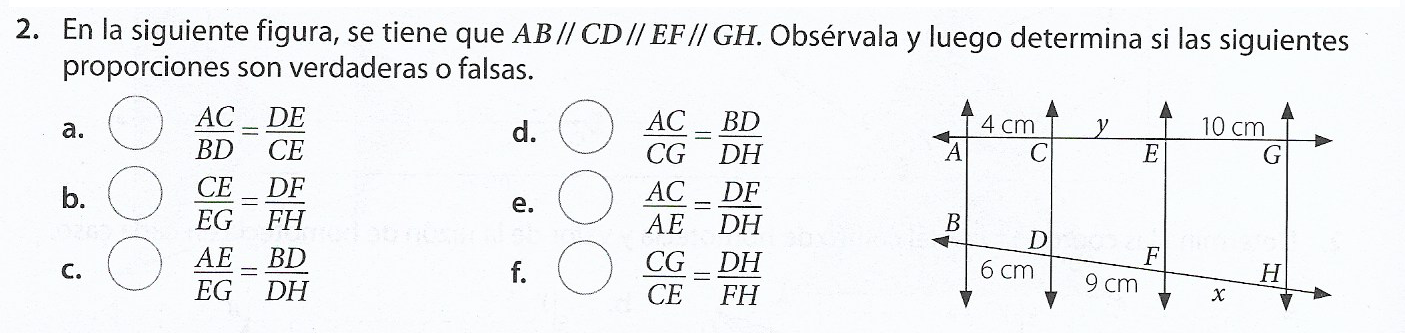 2. En la siguiente figura, se tiene que AB // CD // EF // GH. Obsérvala y luego determina si las siguientes
proporciones son verdaderas o falsas.
a. AC/BD = DE/CE
b. CE/EG = DF/FH
c. AE/EG = BD/DH
d. AC/CG = BD/DH
e. AC/AE = DF/DH
f. CG/CE = DH/FH
4 cm y 10 cm
A C E G
B D F H
6 cm 9 cm x